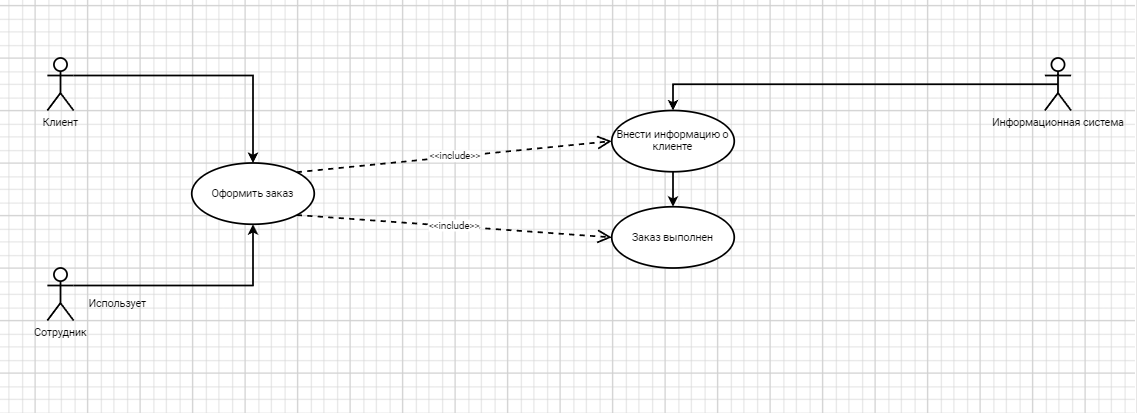 Клиент
Информационная система
Внести информацию о
клиенте
<<include>>
Оформить заказ
<<include>>
Заказ выполнен
Использует
Сотрудник